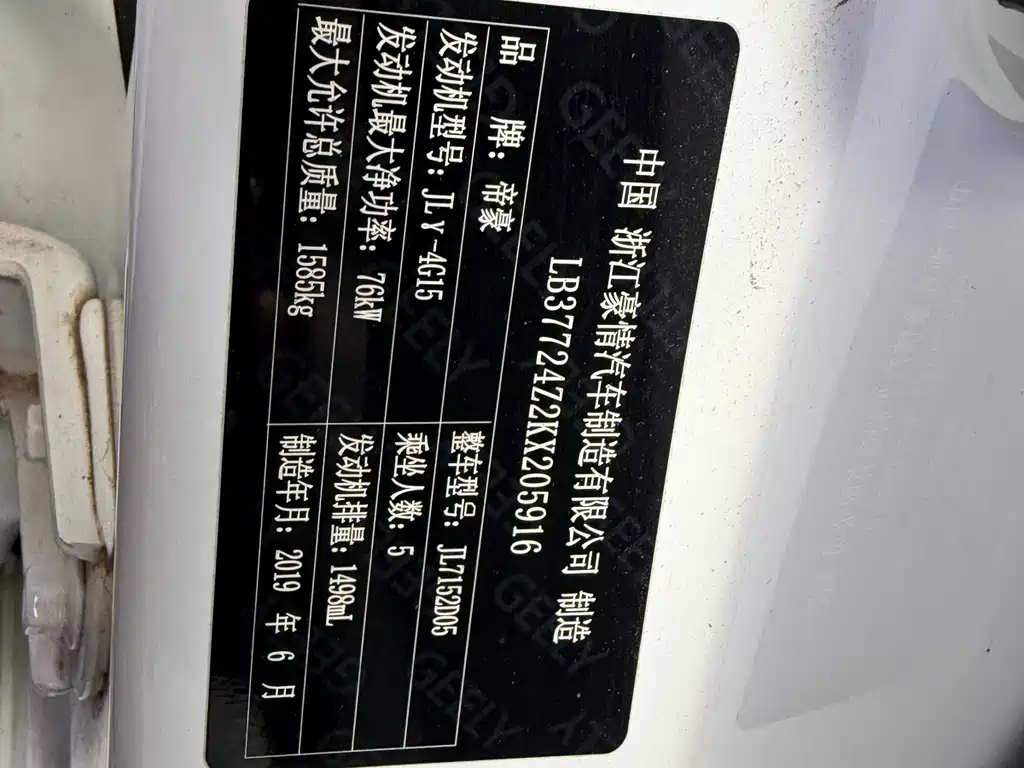 中国 浙江豪情汽车制造有限公司 制造
LB37724Z2KX205916
品 牌: 帝豪
发动机型号: JLγ-4G15 整车型号: JL7152D05
发动机最大净功率: 76kW 乘坐人数: 5
最大允许总质量: 1585kg 发动机排量: 1498mL
制造年月: 2019 年 6 月